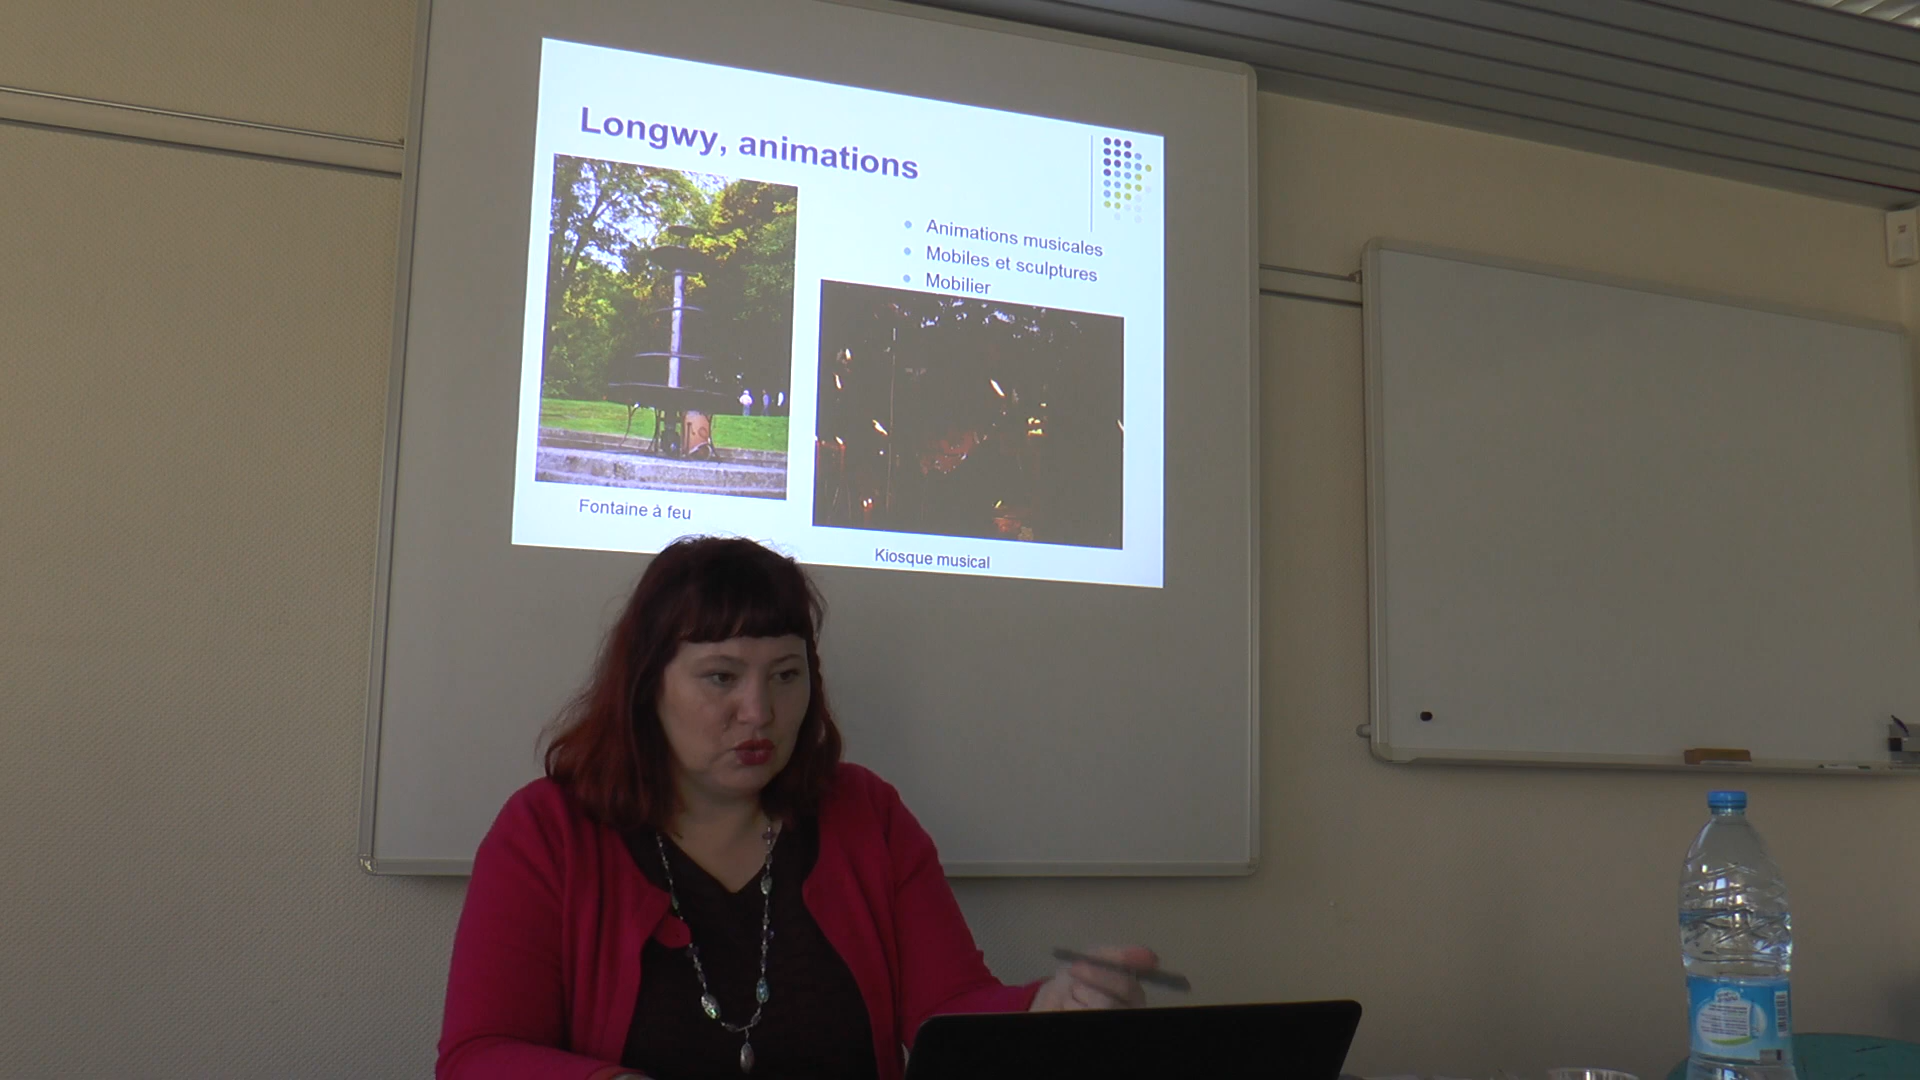 Longwy, animations
Animations musicales
Mobiles et sculptures
Mobilier
Fontaine à feu
Kiosque musical